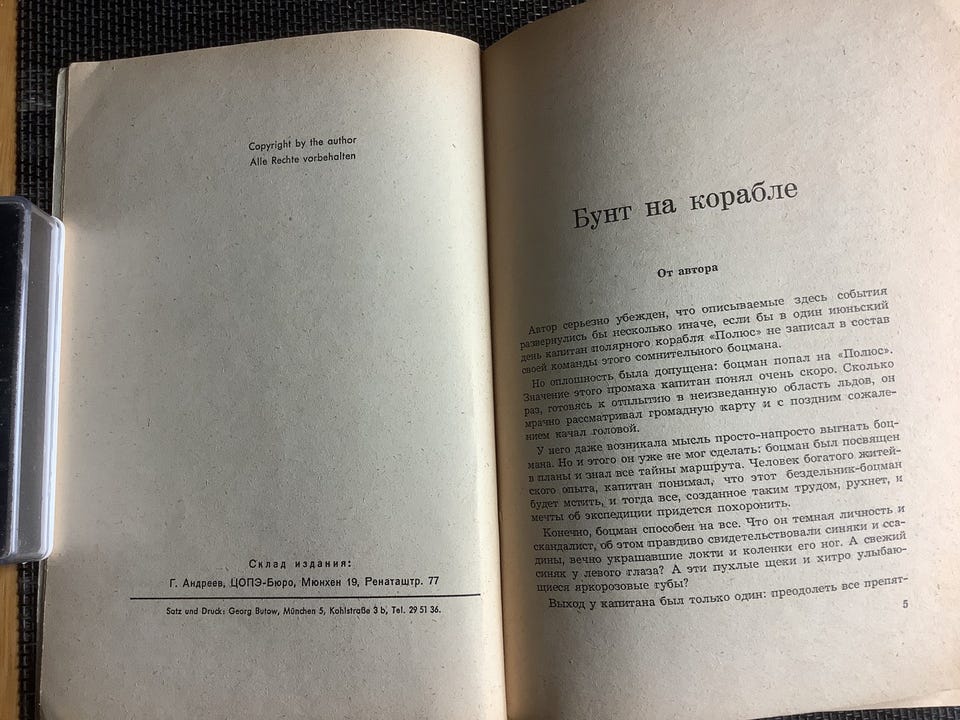 Copyright by the author
Alle Rechte vorbehalten
Склад издания:
Г. Андреев, ЦОПЭ-Бюро, Мюнхен 19, Ренаташтр. 77
Satz und Druck: Georg Butow, München 5, Kohlstraße 3 b, Tel. 29 51 36.
Бунт на корабле
От автора
Автор серьезно убежден, что описываемые здесь события
развернулись бы несколько иначе, если бы в один июньский
день капитан полярного корабля «Полюс» не записал в состав
своей команды этого сомнительного боцмана.
Но оплошность была допущена: боцман попал на «Полюс».
Значение этого промаха капитан понял очень скоро. Сколько
раз, готовясь к отплытию в неизведанную область льдов, он
мрачно рассматривал громадную карту и с поздним сожале-
нием качал головой.
У него даже возникала мысль просто-напросто выгнать боц-
мана. Но и этого он уже не мог сделать: боцман был посвящен
в планы и знал все тайны маршрута. Человек богатого житей-
ского опыта, капитан понимал, что этот бездельник-боцман
будет мстить, и тогда все, созданное таким трудом, рухнет, и
мечты об экспедиции придется похоронить.
Конечно, боцман способен на все. Что он темная личность и
скандалист, об этом правдиво свидетельствовали синяки и сса-
дины, вечно украшавшие локти и коленки его ног. А свежий
синяк у левого глаза? А эти пухлые щеки и хитро улыбаю-
щиеся яркорозовые губы?
Выход у капитана был только один: преодолеть все препят-
5